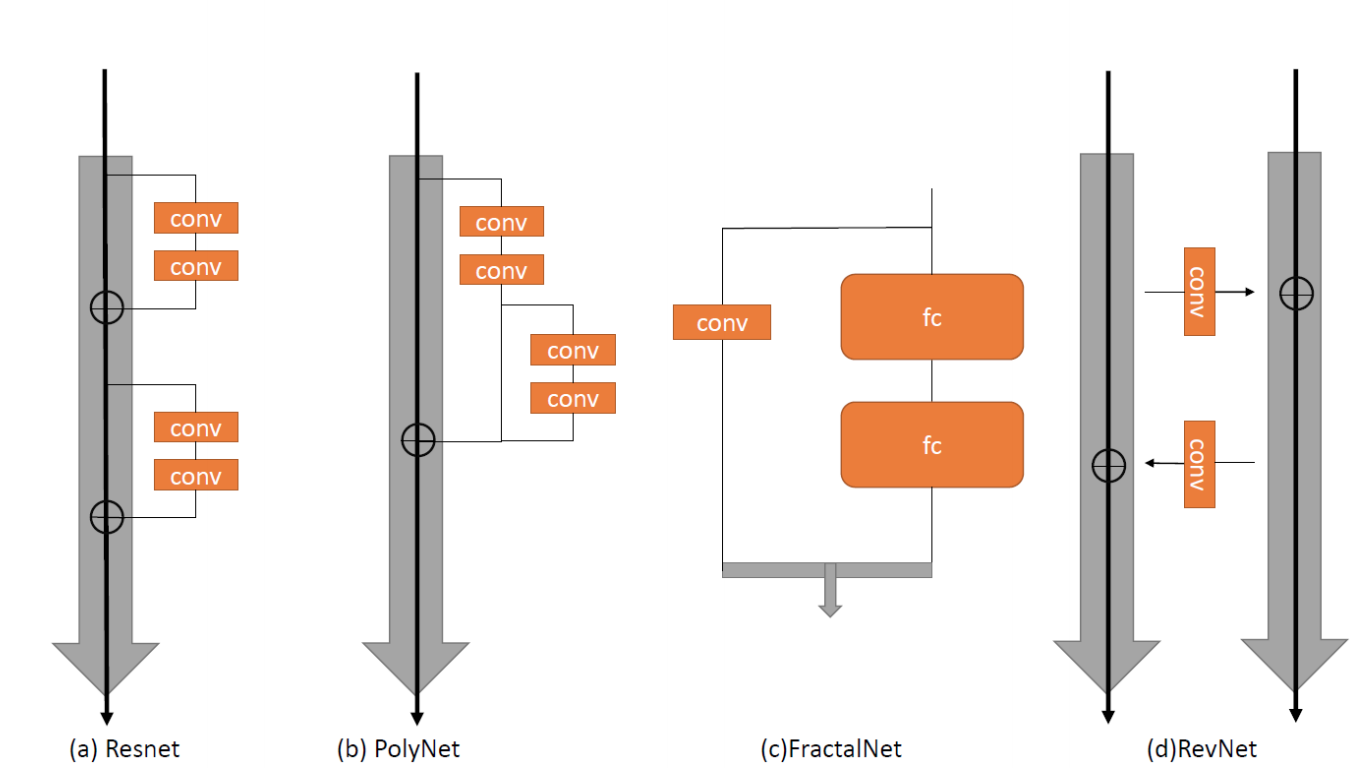 conv
conv
conv
conv
(a) Resnet
conv
conv
conv
conv
(b) PolyNet
conv
fc
fc
(c)FractalNet
conv
conv
(d)RevNet